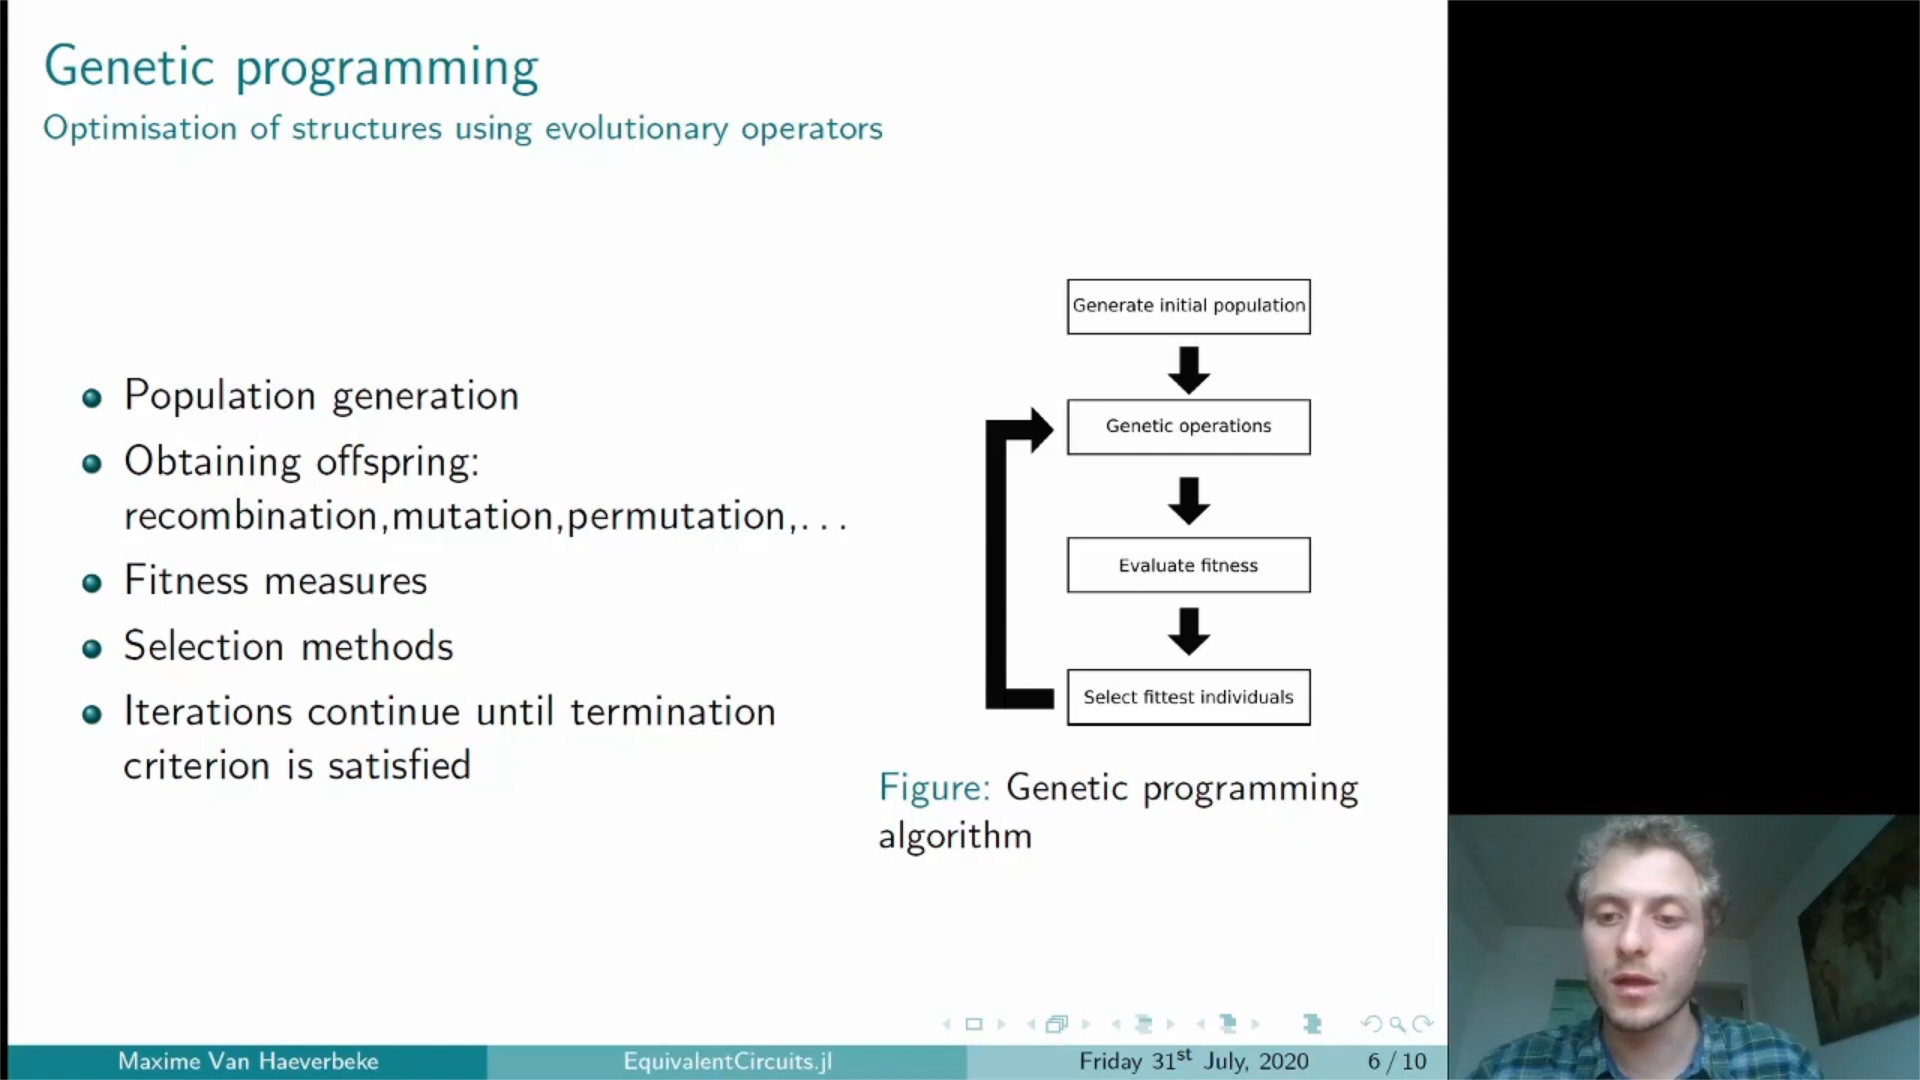 Genetic programming
Optimisation of structures using evolutionary operators
Population generation
Obtaining offspring:
recombination,mutation,permutation,...
Fitness measures
Selection methods
Iterations continue until termination
criterion is satisfied
Generate initial population
Genetic operations
Evaluate fitness
Select fittest individuals
Figure: Genetic programming
algorithm
Maxime Van Haeverbeke
EquivalentCircuits.jl
Friday 31st July, 2020
6 / 10